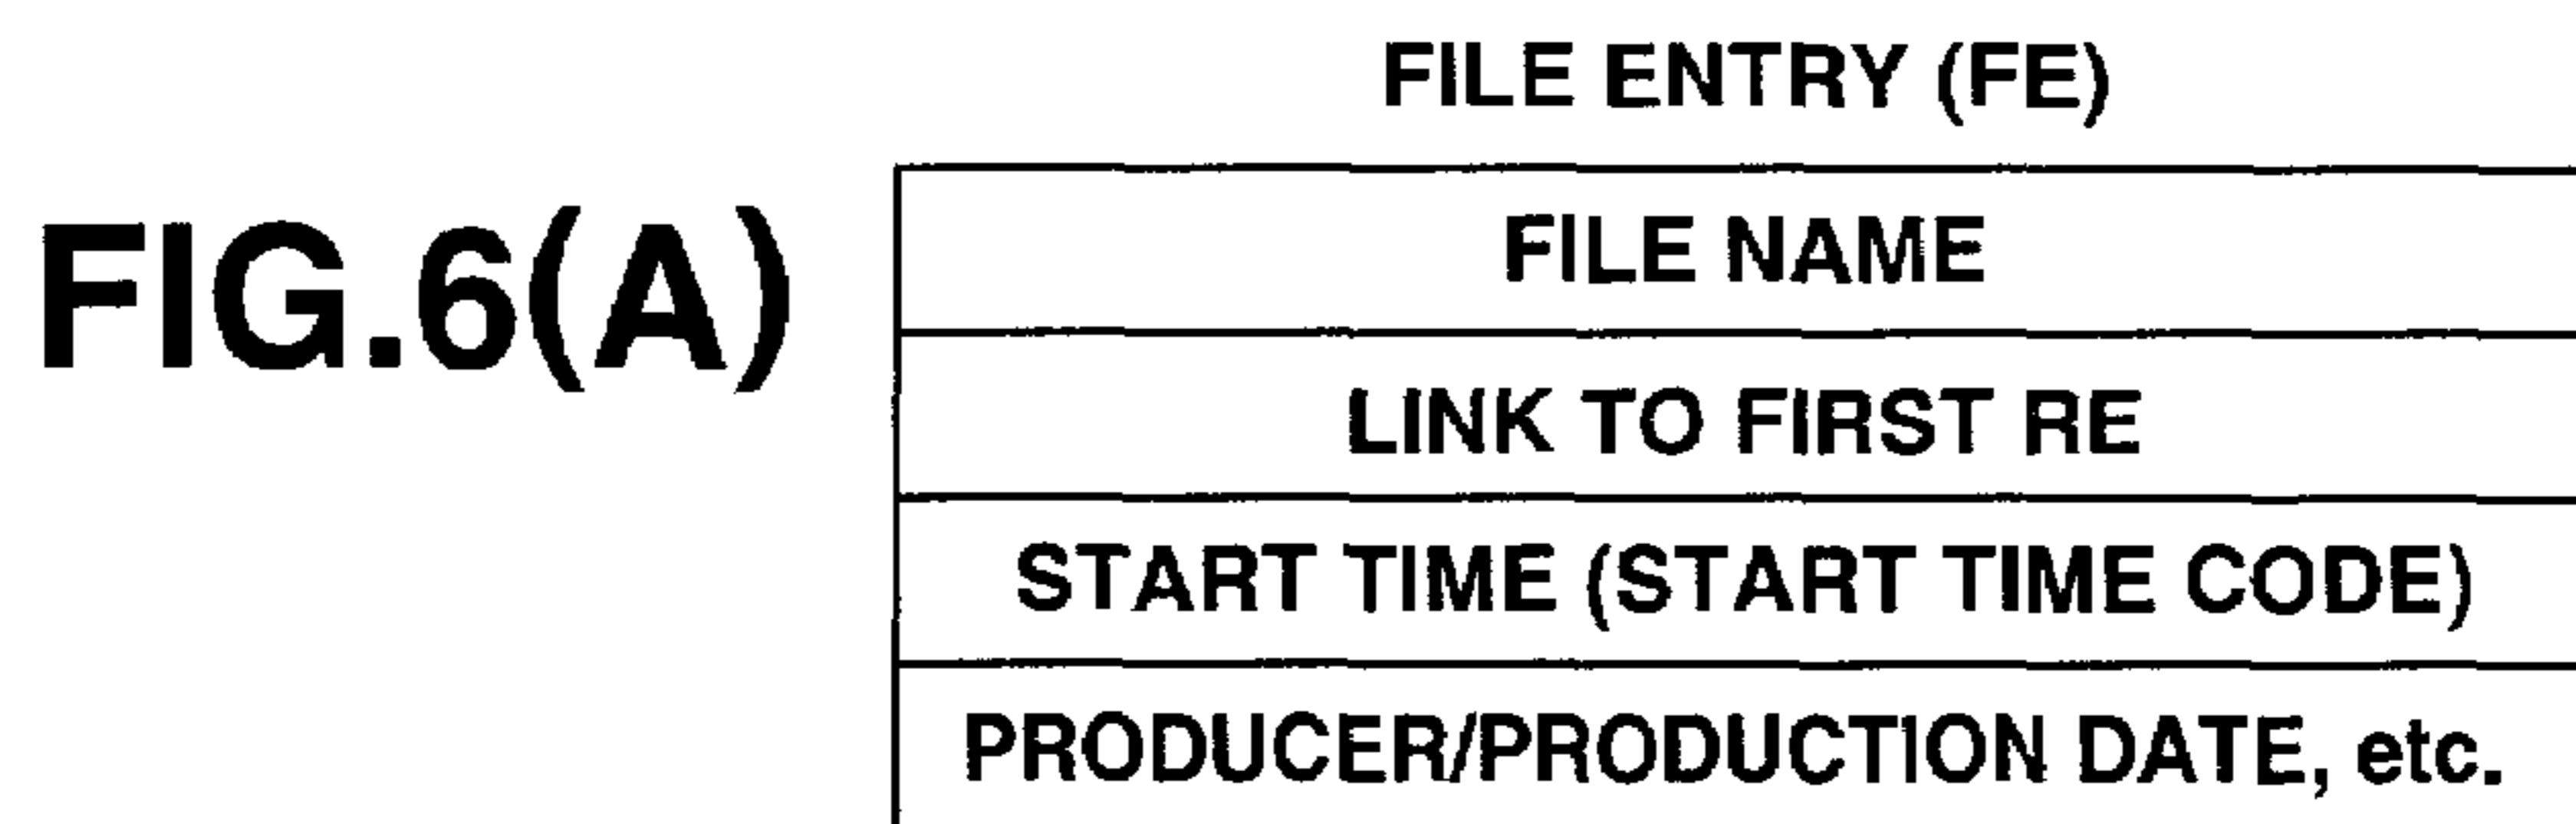 FILE ENTRY (FE)
FIG.6(A)
FILE NAME
LINK TO FIRST RE
START TIME (START TIME CODE)
PRODUCER/PRODUCTION DATE, etc.